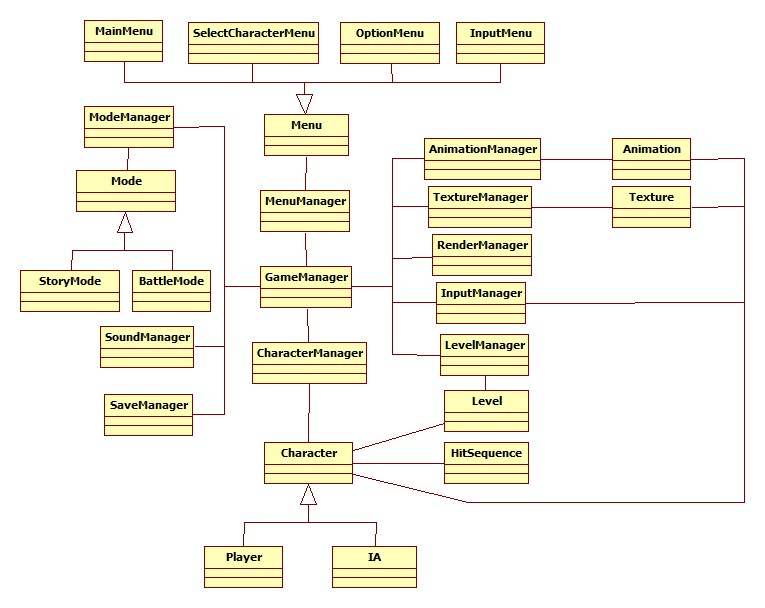 MainMenu
SelectCharacterMenu
OptionMenu
InputMenu
ModeManager
Menu
AnimationManager
Animation
Mode
MenuManager
TextureManager
Texture
RenderManager
StoryMode
BattleMode
GameManager
InputManager
SoundManager
CharacterManager
LevelManager
SaveManager
Level
Character
HitSequence
Player
IA